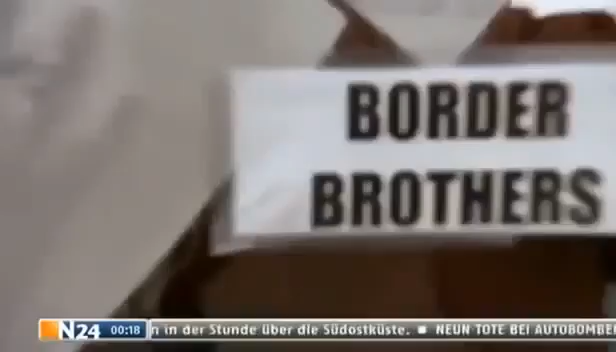 BORDER
BROTHERS
N24 00:18 n in der Stunde über die Südostküste. ■ NEUN TOTE BEI AUTOBOMBE